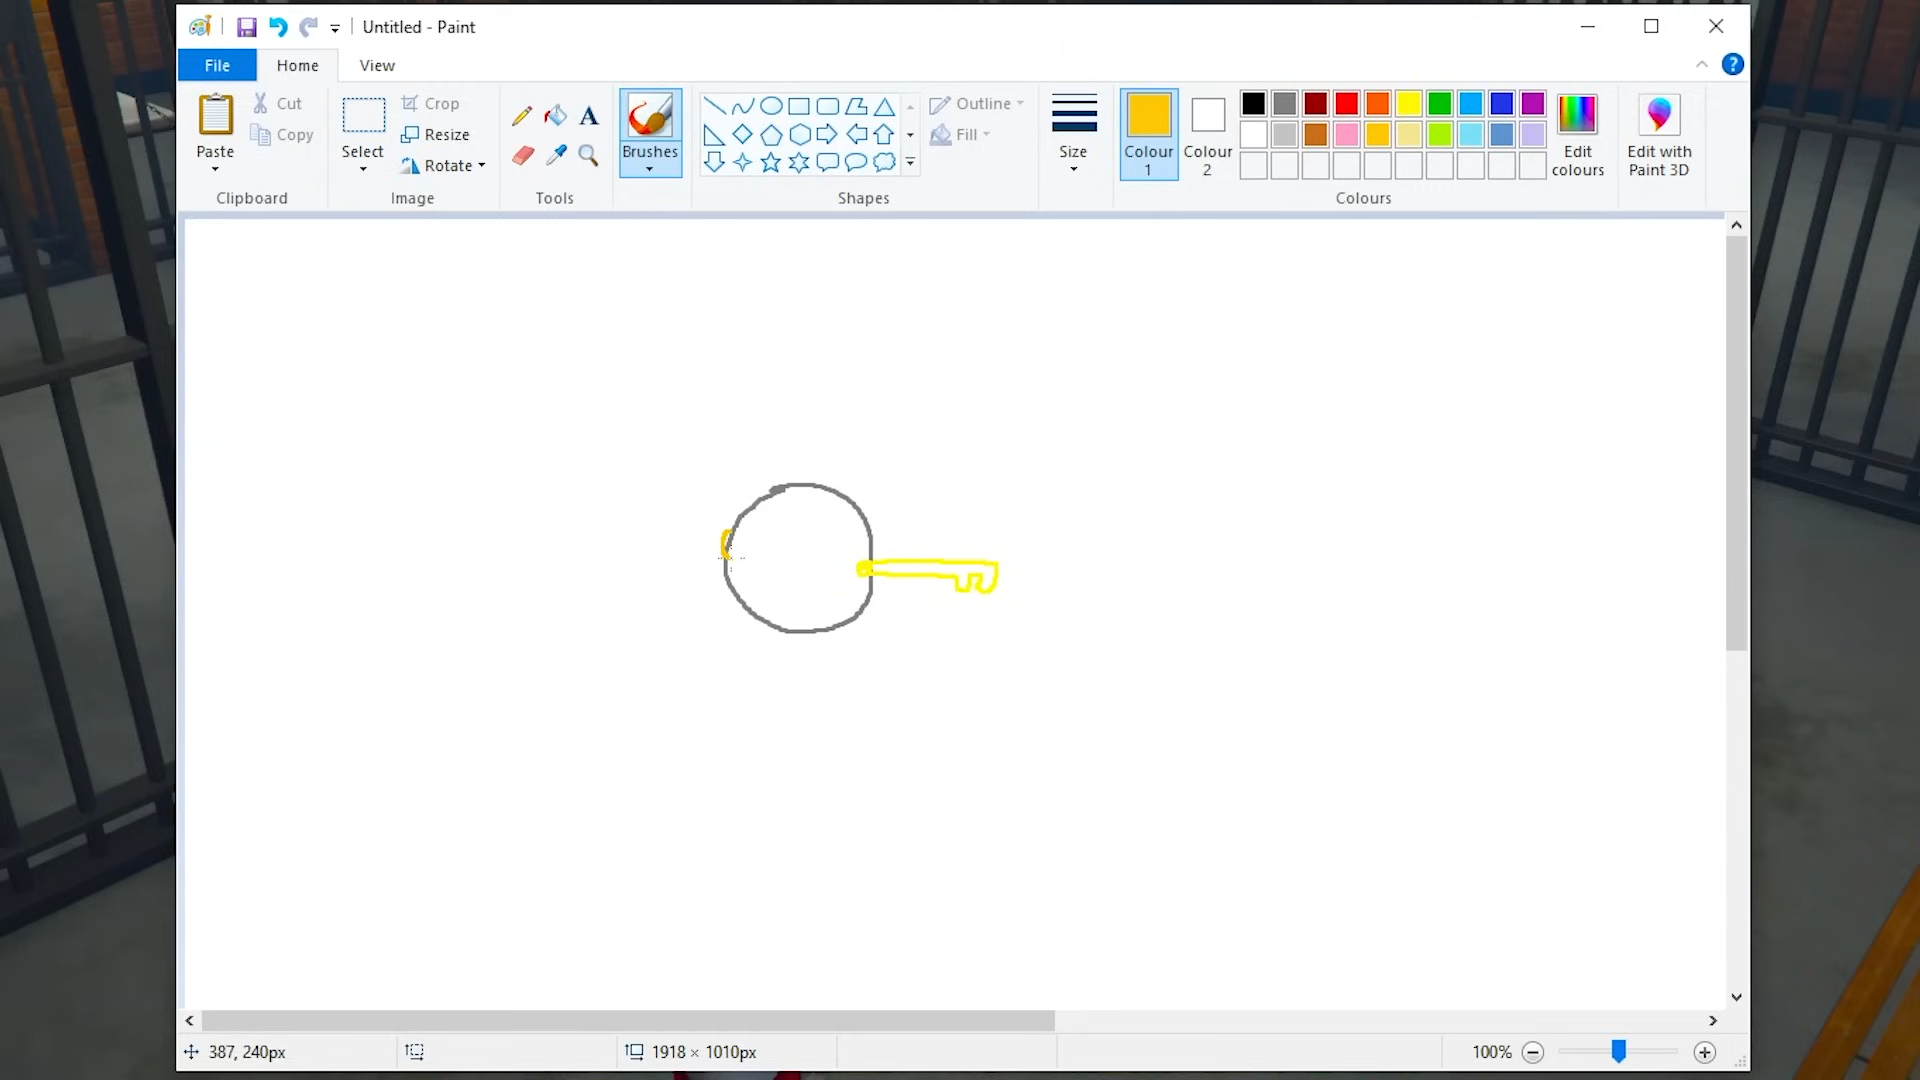 Untitled - Paint
File Home View
Paste
Cut
Copy
Clipboard
Select
Crop
Resize
Rotate
Image
A
Tools
Brushes
Shapes
Outline
Fill
Size
Colour 1
Colour 2
Edit colours
Colours
Edit with Paint 3D
387, 240px
1918 × 1010px
100%